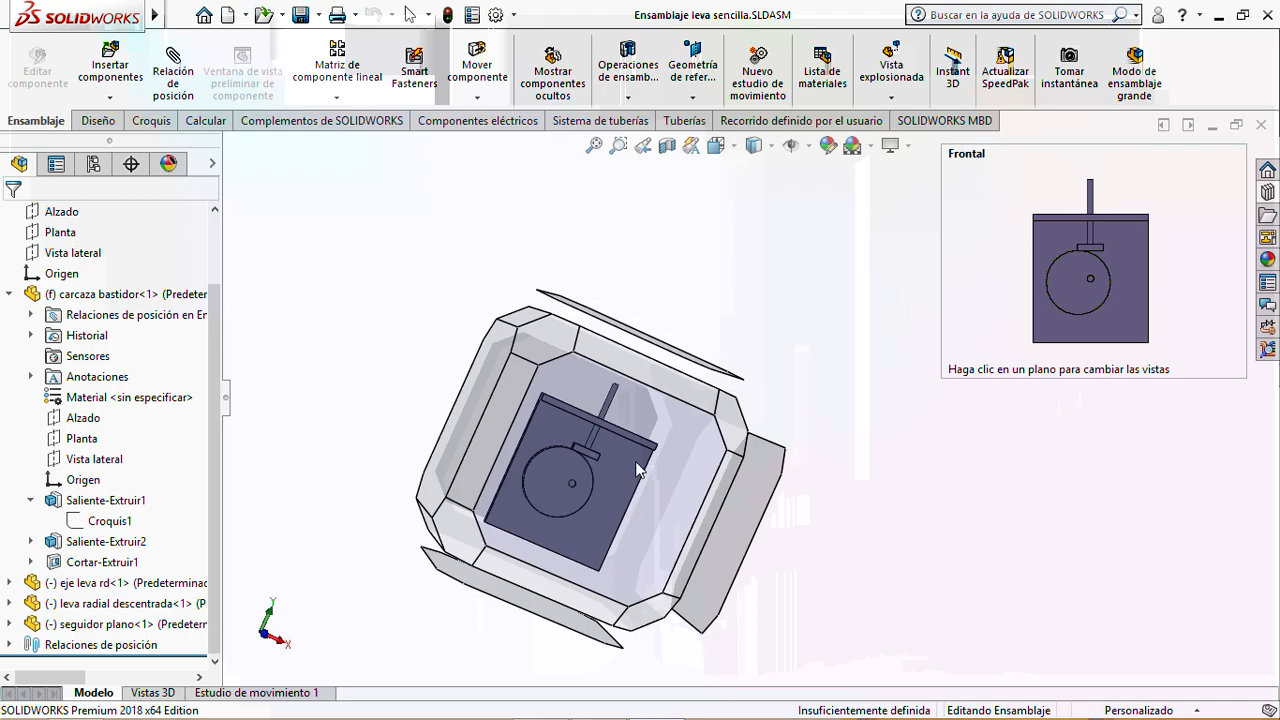 SOLIDWORKS
Ensamblaje leva sencilla.SLDASM
Buscar en la ayuda de SOLIDWORKS
?
Editar componente
Insertar componentes
Relación de posición
Ventana de vista preliminar de componente
Matriz de componente lineal
Smart Fasteners
Mover componente
Mostrar componentes ocultos
Operaciones de ensamb...
Geometría de refer...
Nuevo estudio de movimiento
Lista de materiales
Vista explosionada
Instant 3D
Actualizar SpeedPak
Tomar instantánea
Modo de ensamblaje grande
Ensamblaje
Diseño
Croquis
Calcular
Complementos de SOLIDWORKS
Componentes eléctricos
Sistema de tuberías
Tuberías
Recorrido definido por el usuario
SOLIDWORKS MBD
Frontal
Haga clic en un plano para cambiar las vistas
Alzado
Planta
Vista lateral
Origen
(f) carcaza bastidor<1> (Predeter
Relaciones de posición en En
Historial
Sensores
Anotaciones
Material <sin especificar>
Alzado
Planta
Vista lateral
Origen
Saliente-Extruir1
Croquis1
Saliente-Extruir2
Cortar-Extruir1
(-) eje leva rd<1> (Predeterminac
(-) leva radial descentrada<1> (P
(-) seguidor plano<1> (Predetern
Relaciones de posición
Y
X
Modelo
Vistas 3D
Estudio de movimiento 1
SOLIDWORKS Premium 2018 x64 Edition
Insuficientemente definida
Editando Ensamblaje
Personalizado